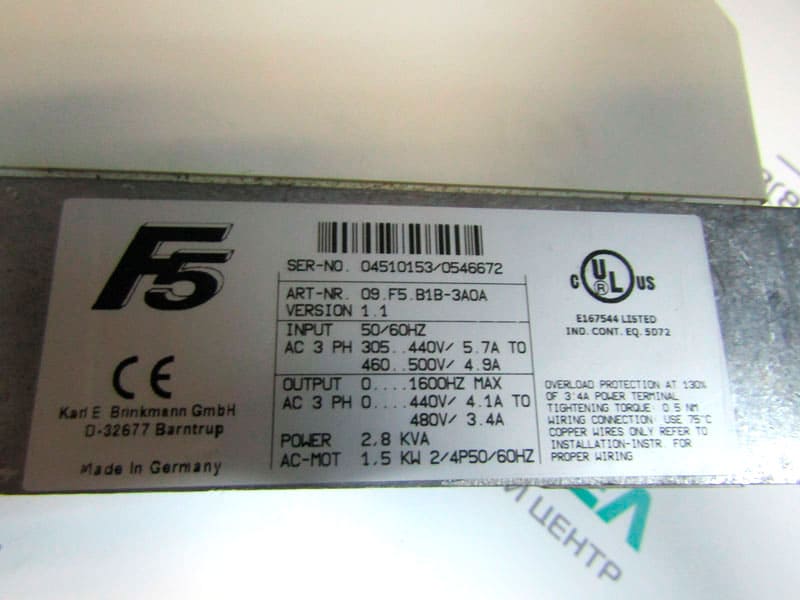 F5
SER-NO. 04510153/0546672
ART-NR. 09.F5.B1B-3A0A
VERSION 1.1
INPUT 50/60HZ
AC 3 PH 305..440V/ 5.7A TO
460..500V/ 4.9A
OUTPUT 0....1600HZ MAX
AC 3 PH 0....440V/ 4.1A TO
480V/ 3.4A
POWER 2,8 KVA
AC-MOT 1,5 KW 2/4P50/60HZ
CE
Karl E. Brinkmann GmbH
D-32677 Barntrup
Made In Germany
C UL US
®
E167544 LISTED
IND. CONT. EQ. 5D72
OVERLOAD PROTECTION AT 130%
OF 3.4A POWER TERMINAL
TIGHTENING TORQUE 0.5 NM
WIRING CONNECTION USE 75°C
COPPER WIRES ONLY REFER TO
INSTALLATION-INSTR. FOR
PROPER WIRING
ЦЕНТР